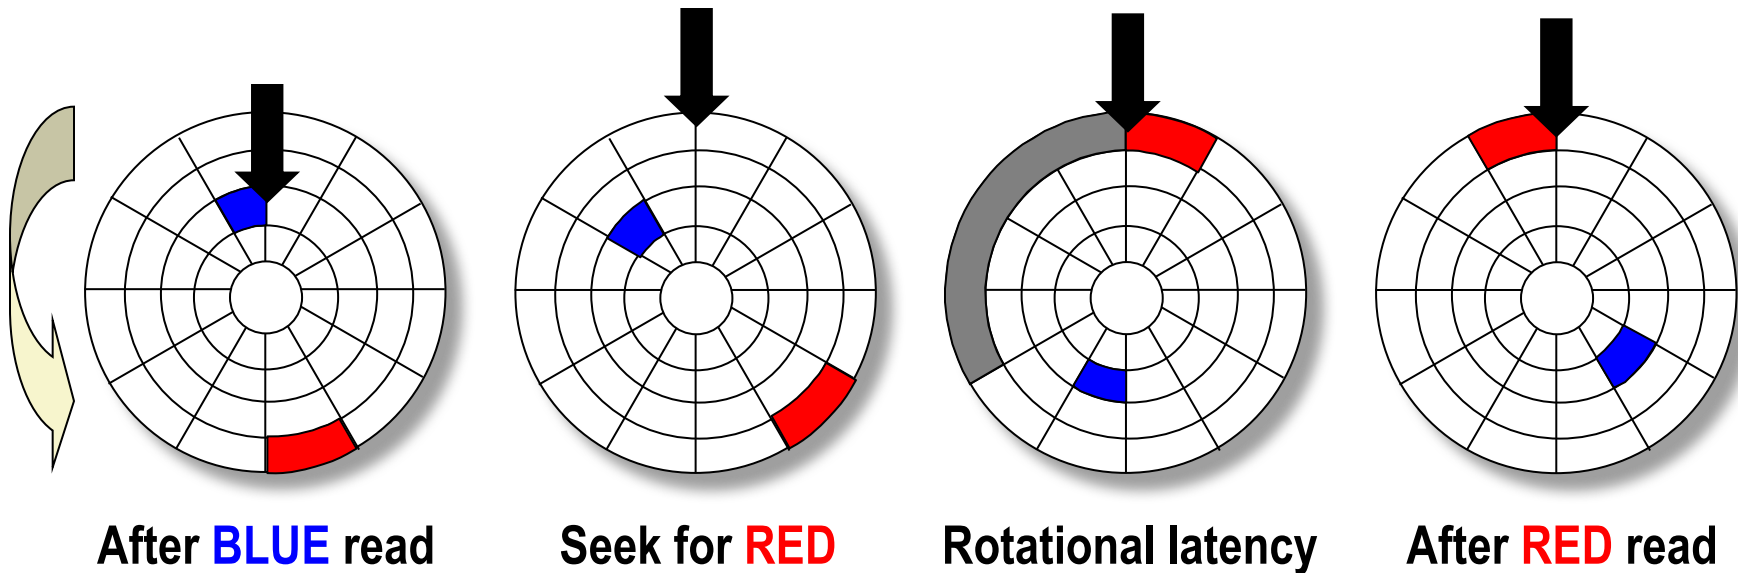 After BLUE read
Seek for RED
Rotational latency
After RED read